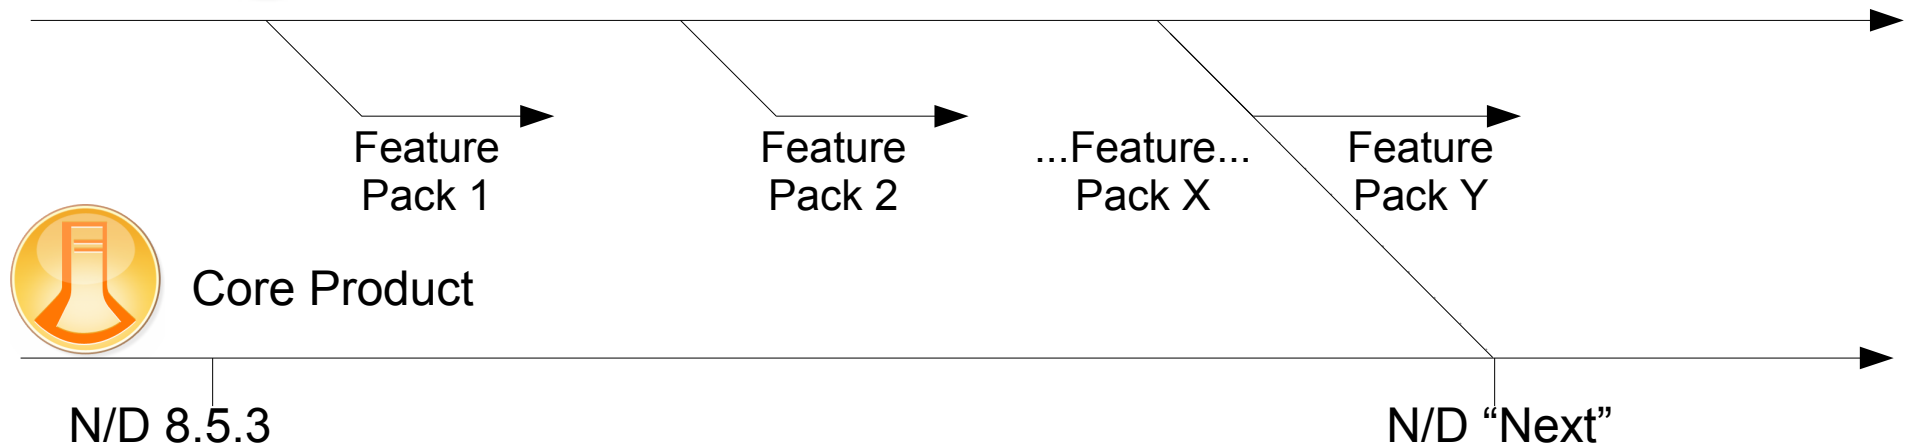 Feature
Pack 1
Feature
Pack 2
...Feature...
Pack X
Feature
Pack Y
Core Product
N/D 8.5.3
N/D “Next”